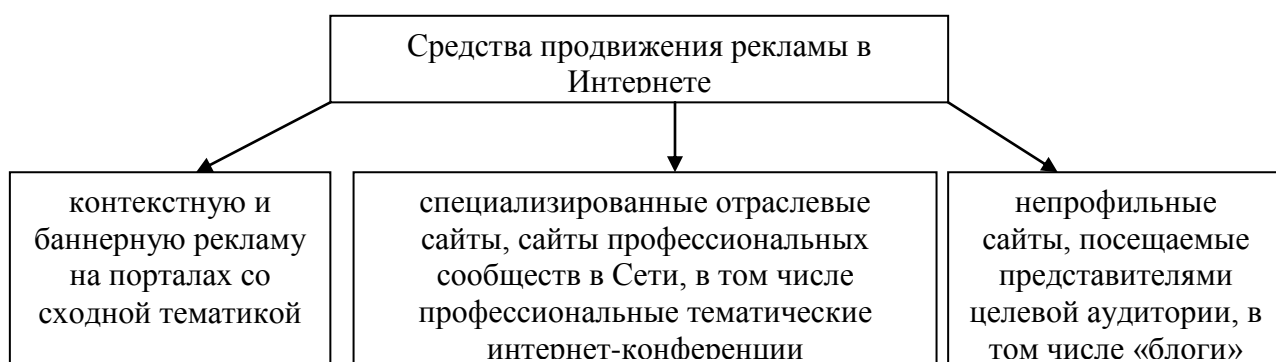 Средства продвижения рекламы в
Интернете
контекстную и
баннерную рекламу
на порталах со
сходной тематикой
специализированные отраслевые
сайты, сайты профессиональных
сообществ в Сети, в том числе
профессиональные тематические
интернет-конференции
непрофильные
сайты, посещаемые
представителями
целевой аудитории, в
том числе «блоги»